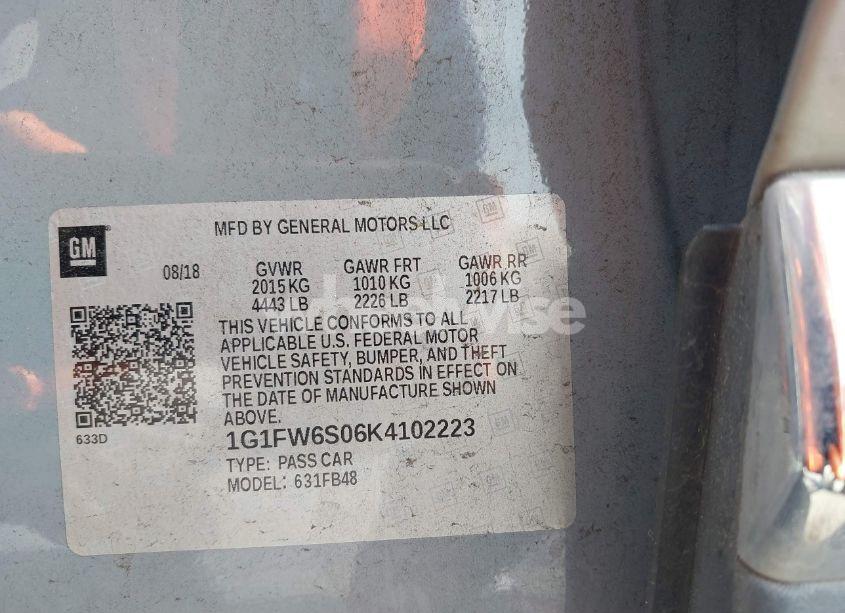 MFD BY GENERAL MOTORS LLC
GM
08/18 GVWR GAWR FRT GAWR RR
2015 KG 1010 KG 1006 KG
4443 LB 2226 LB 2217 LB
THIS VEHICLE CONFORMS TO ALL
APPLICABLE U.S. FEDERAL MOTOR
VEHICLE SAFETY, BUMPER, AND THEFT
PREVENTION STANDARDS IN EFFECT ON
THE DATE OF MANUFACTURE SHOWN
ABOVE.
633D
1G1FW6S06K4102223
TYPE: PASS CAR
MODEL: 631FB48